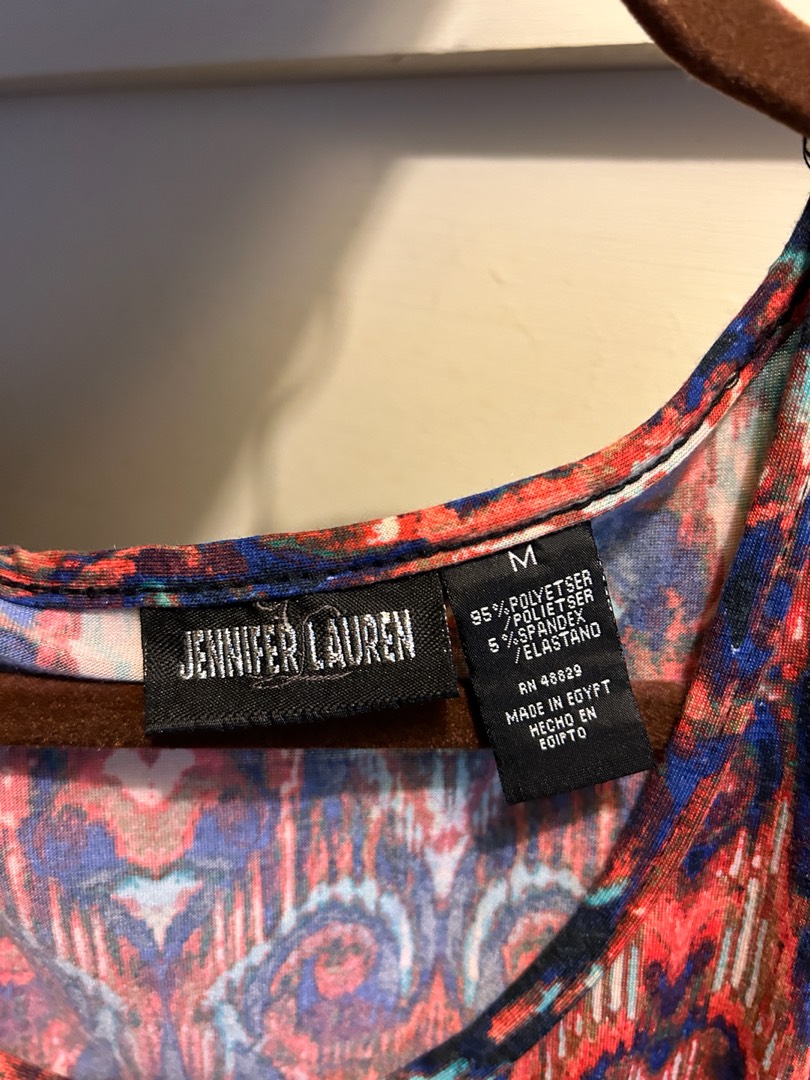 JENNIFER LAUREN
M
95%POLYETSER
/POLIETSER
5%SPANDEX
/ELASTANO
RN 48829
MADE IN EGYPT
HECHO EN
EGIPTO